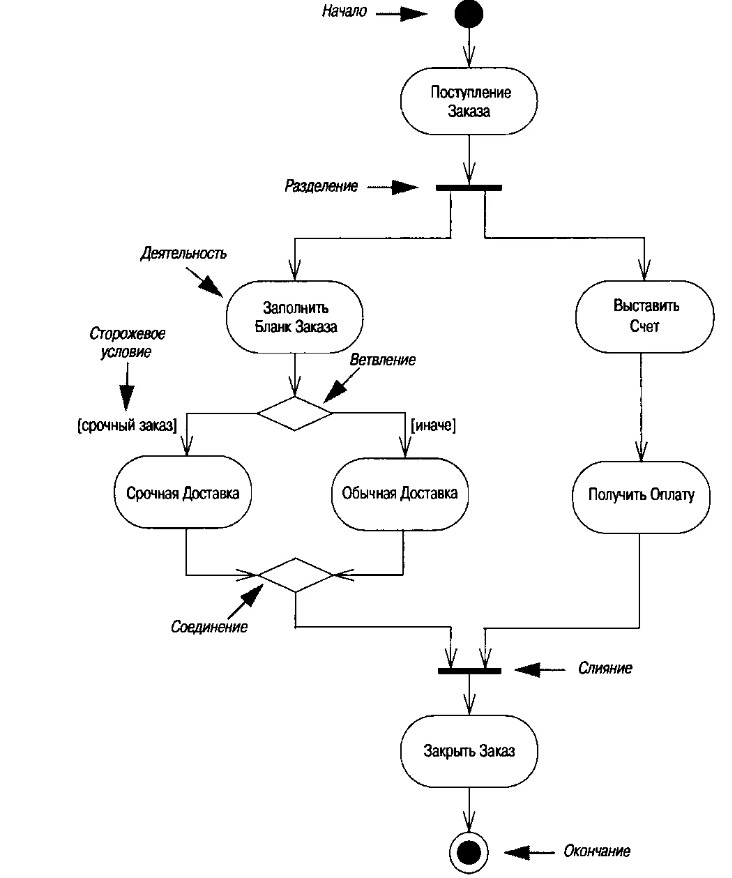 Начало
Поступление
Заказа
Разделение
Деятельность
Заполнить
Бланк Заказа
Выставить
Счет
Сторожевое
условие
Ветвление
[срочный заказ]
[иначе]
Срочная Доставка
Обычная Доставка
Получить Оплату
Соединение
Слияние
Закрыть Заказ
Окончание